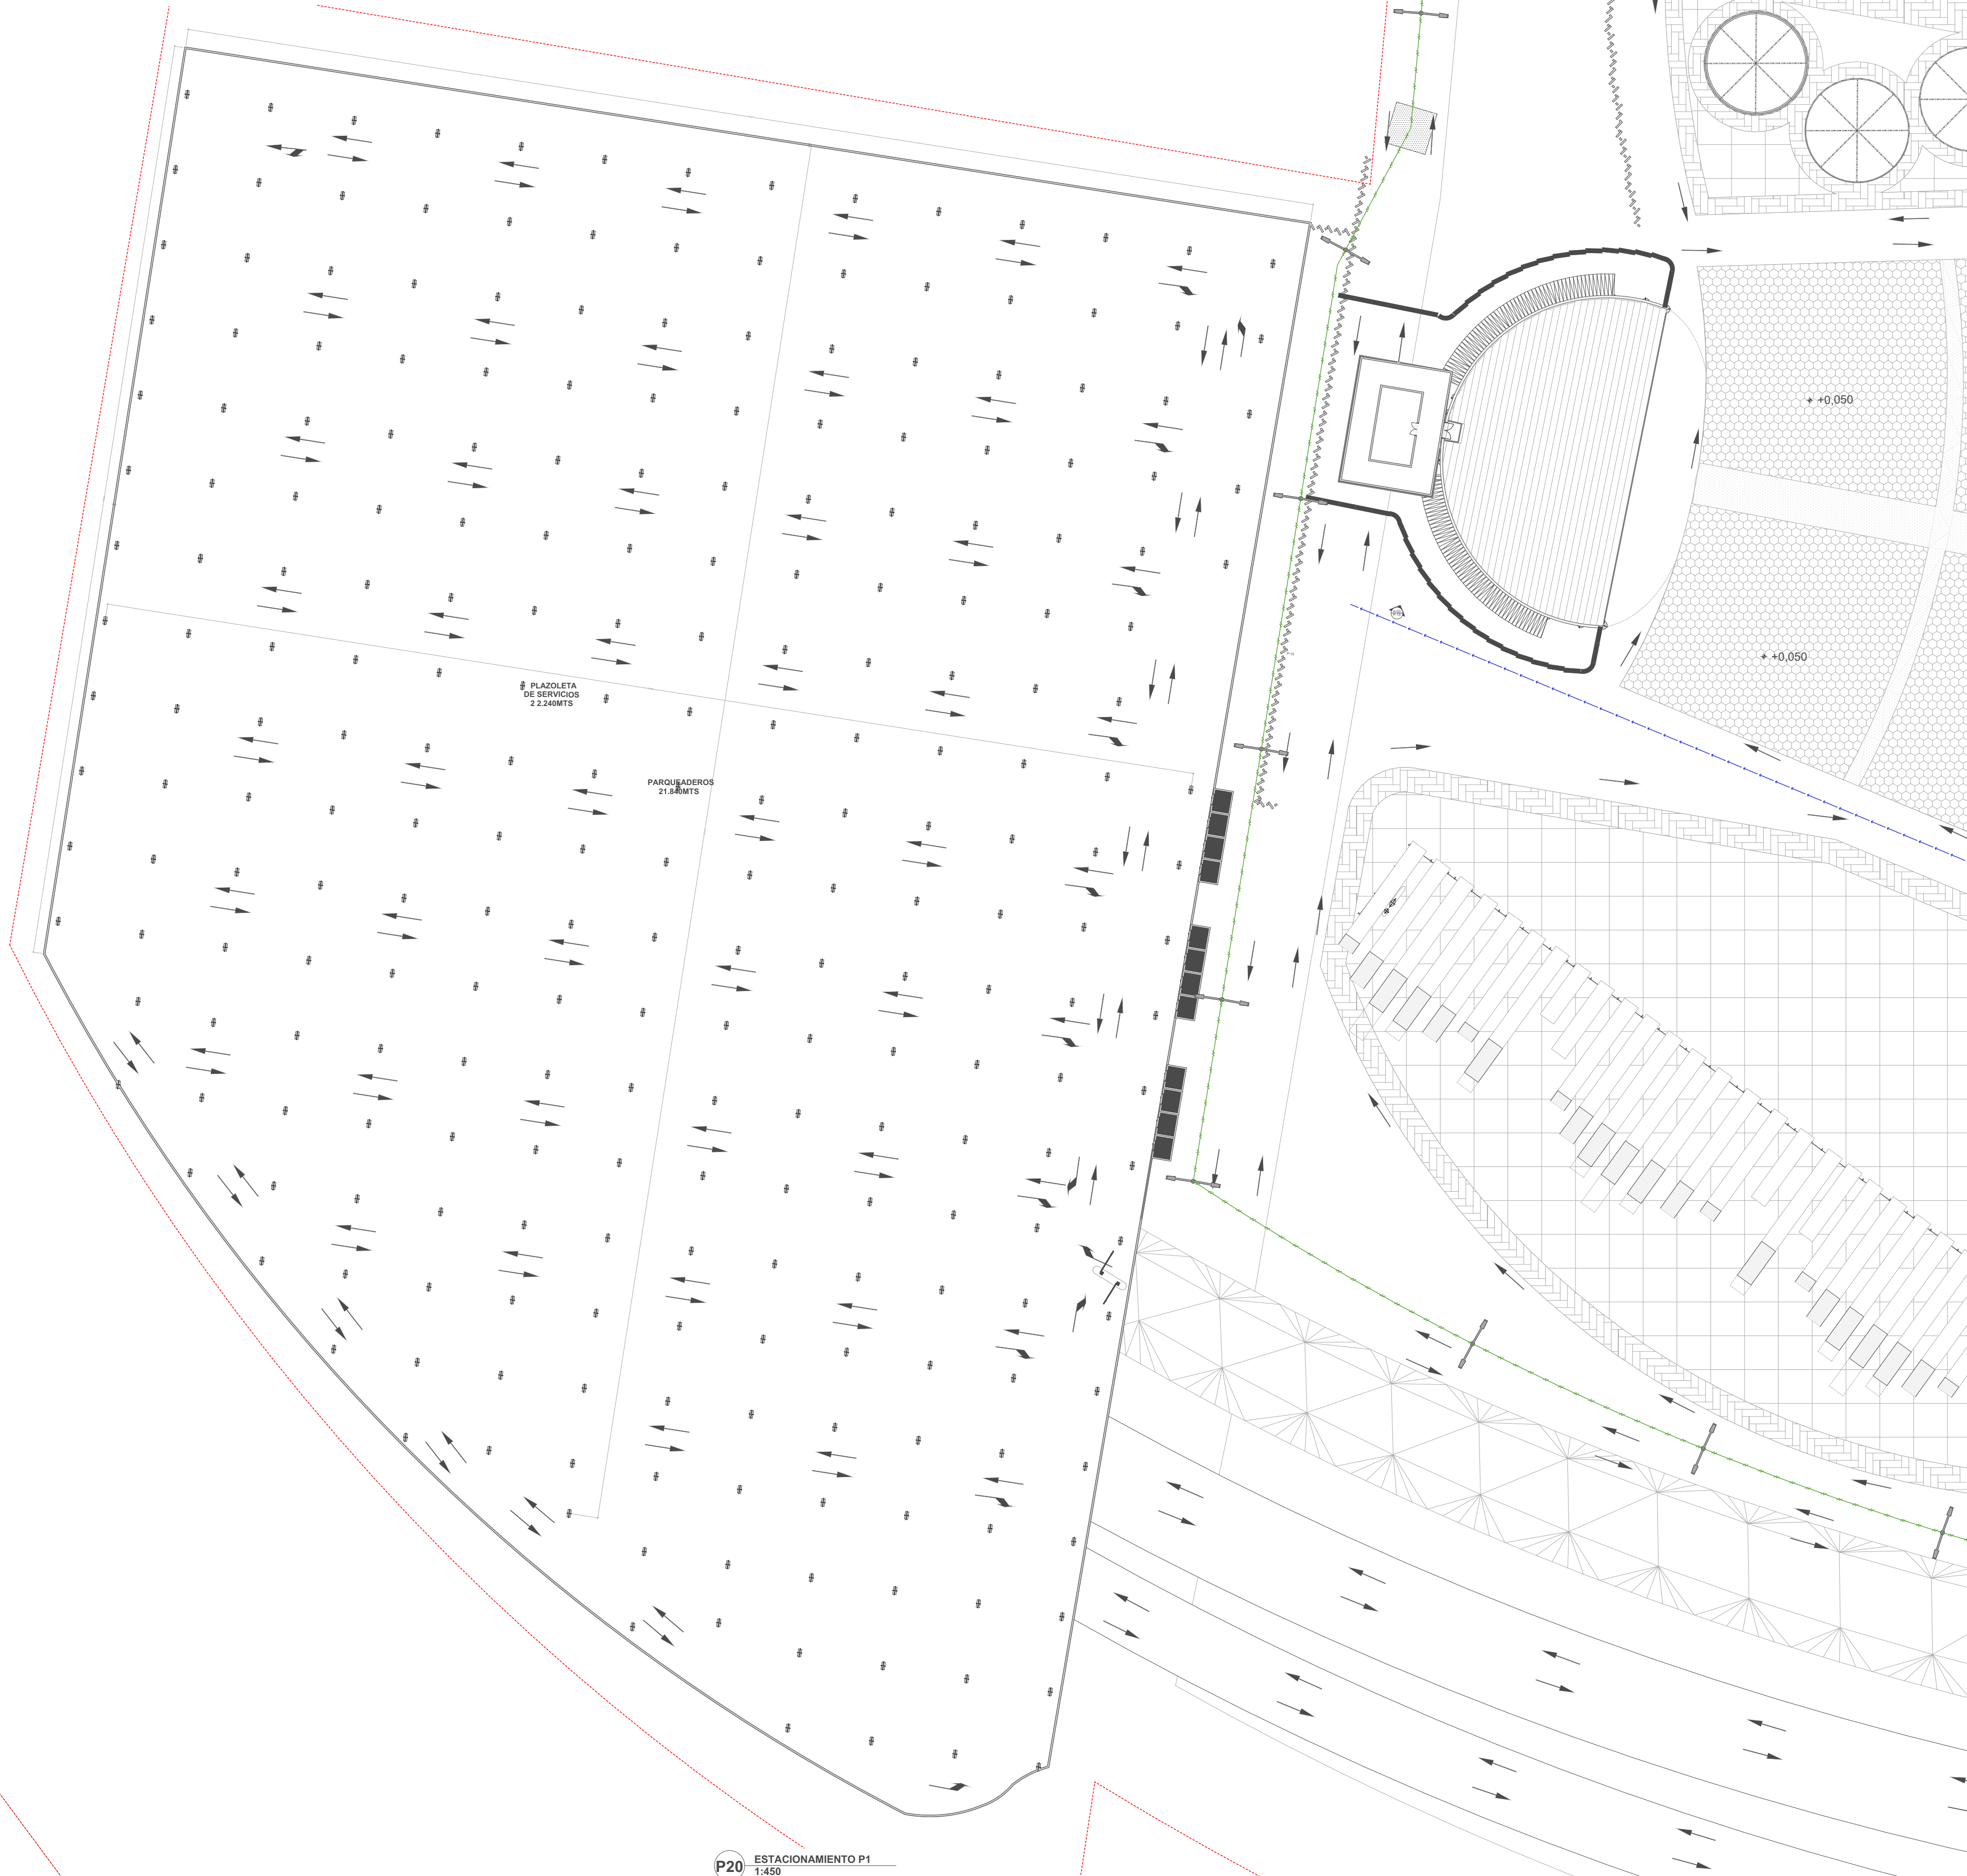 +0,050
+0,050
PLAZOLETA
DE SERVICIOS
2 2.240MTS
PARQUEADEROS
21.840MTS
P20
ESTACIONAMIENTO P1
1:450